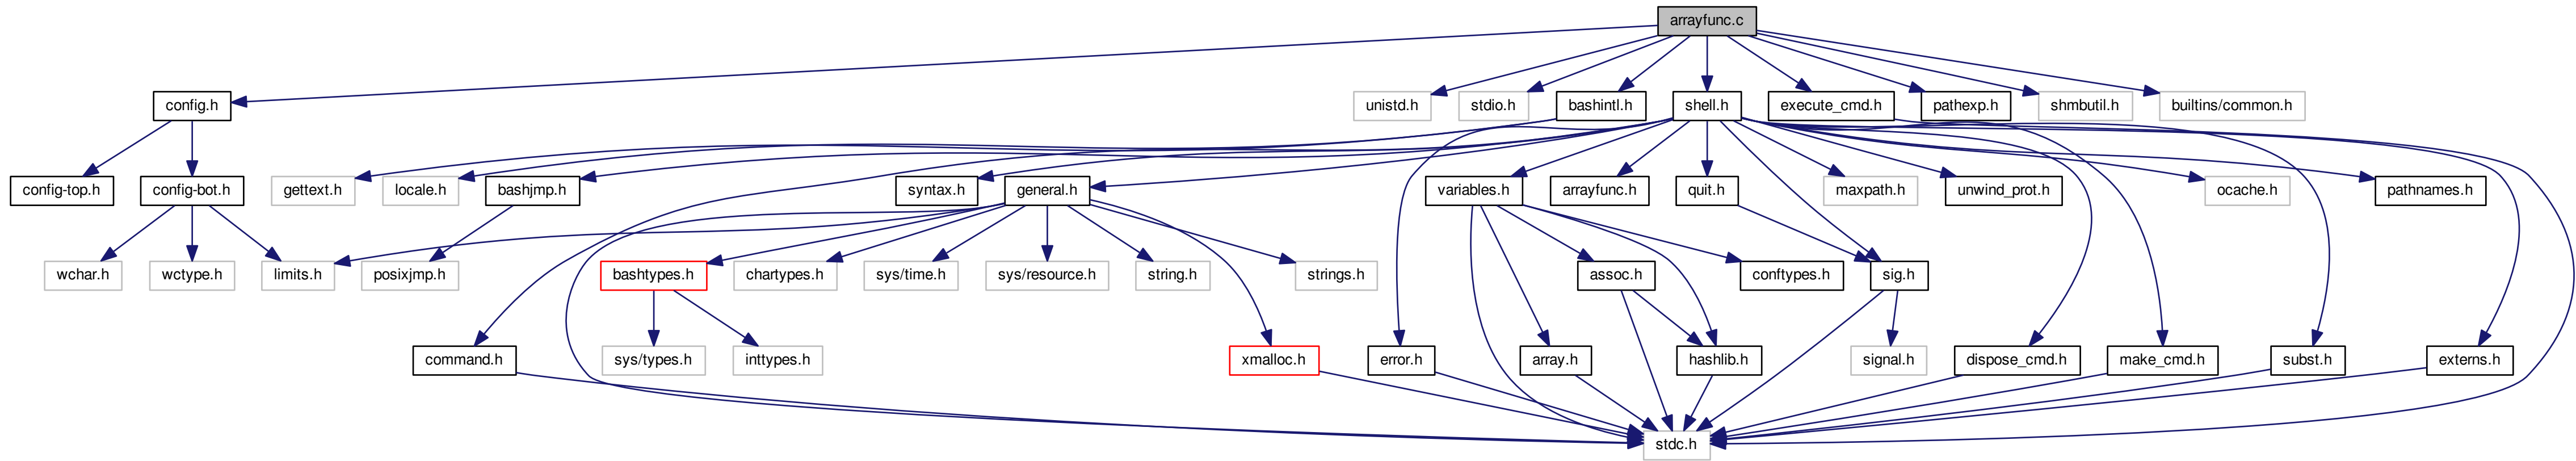 arrayfunc.c
config.h
unistd.h
stdio.h
bashintl.h
shell.h
execute_cmd.h
pathexp.h
shmbutil.h
builtins/common.h
config-top.h
config-bot.h
gettext.h
locale.h
bashjmp.h
syntax.h
general.h
variables.h
arrayfunc.h
quit.h
maxpath.h
unwind_prot.h
ocache.h
pathnames.h
wchar.h
wctype.h
limits.h
posixjmp.h
bashtypes.h
chartypes.h
sys/time.h
sys/resource.h
string.h
strings.h
assoc.h
conftypes.h
sig.h
command.h
sys/types.h
inttypes.h
xmalloc.h
error.h
array.h
hashlib.h
signal.h
dispose_cmd.h
make_cmd.h
subst.h
externs.h
stdc.h